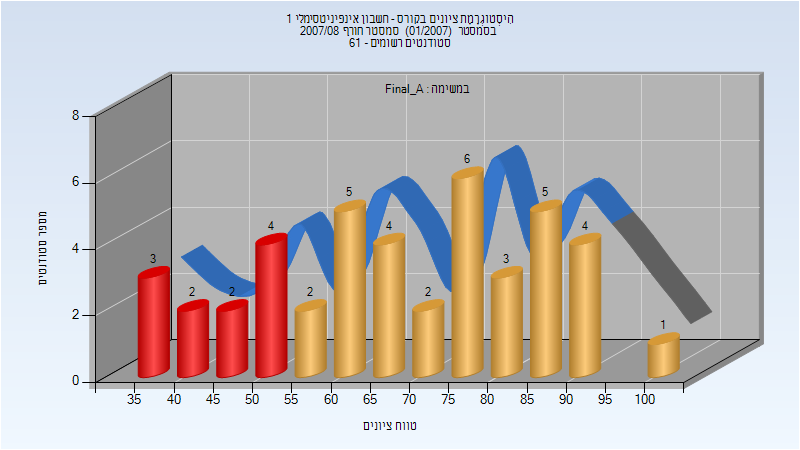 היסטוגרמת ציונים בקורס - חשבון אינפיניטסימלי 1
בסמסטר (01/2007) סמסטר חורף 2007/08
סטודנטים רשומים - 61
במשימה : Final_A
מספר סטודנטים
8
6
4
2
0
3 2 2 4 2 5 4 2 6 3 5 4 1
35 40 45 50 55 60 65 70 75 80 85 90 95 100
טווח ציונים